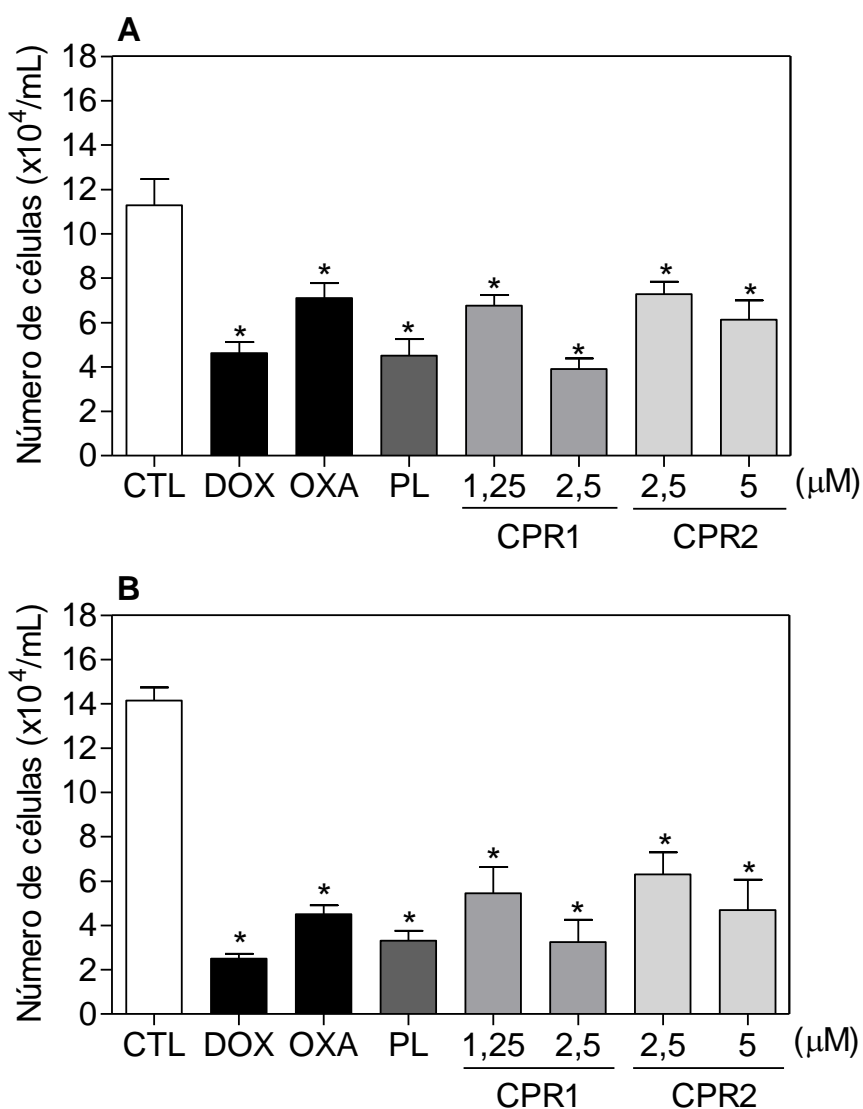 A
Número de células (x10⁴/mL)
18
16
14
12
10
8
6
4
2
0
* * * * * * *
CTL DOX OXA PL 1,25 2,5 2,5 5 (μM)
CPR1 CPR2
B
Número de células (x10⁴/mL)
18
16
14
12
10
8
6
4
2
0
* * * * * * *
CTL DOX OXA PL 1,25 2,5 2,5 5 (μM)
CPR1 CPR2